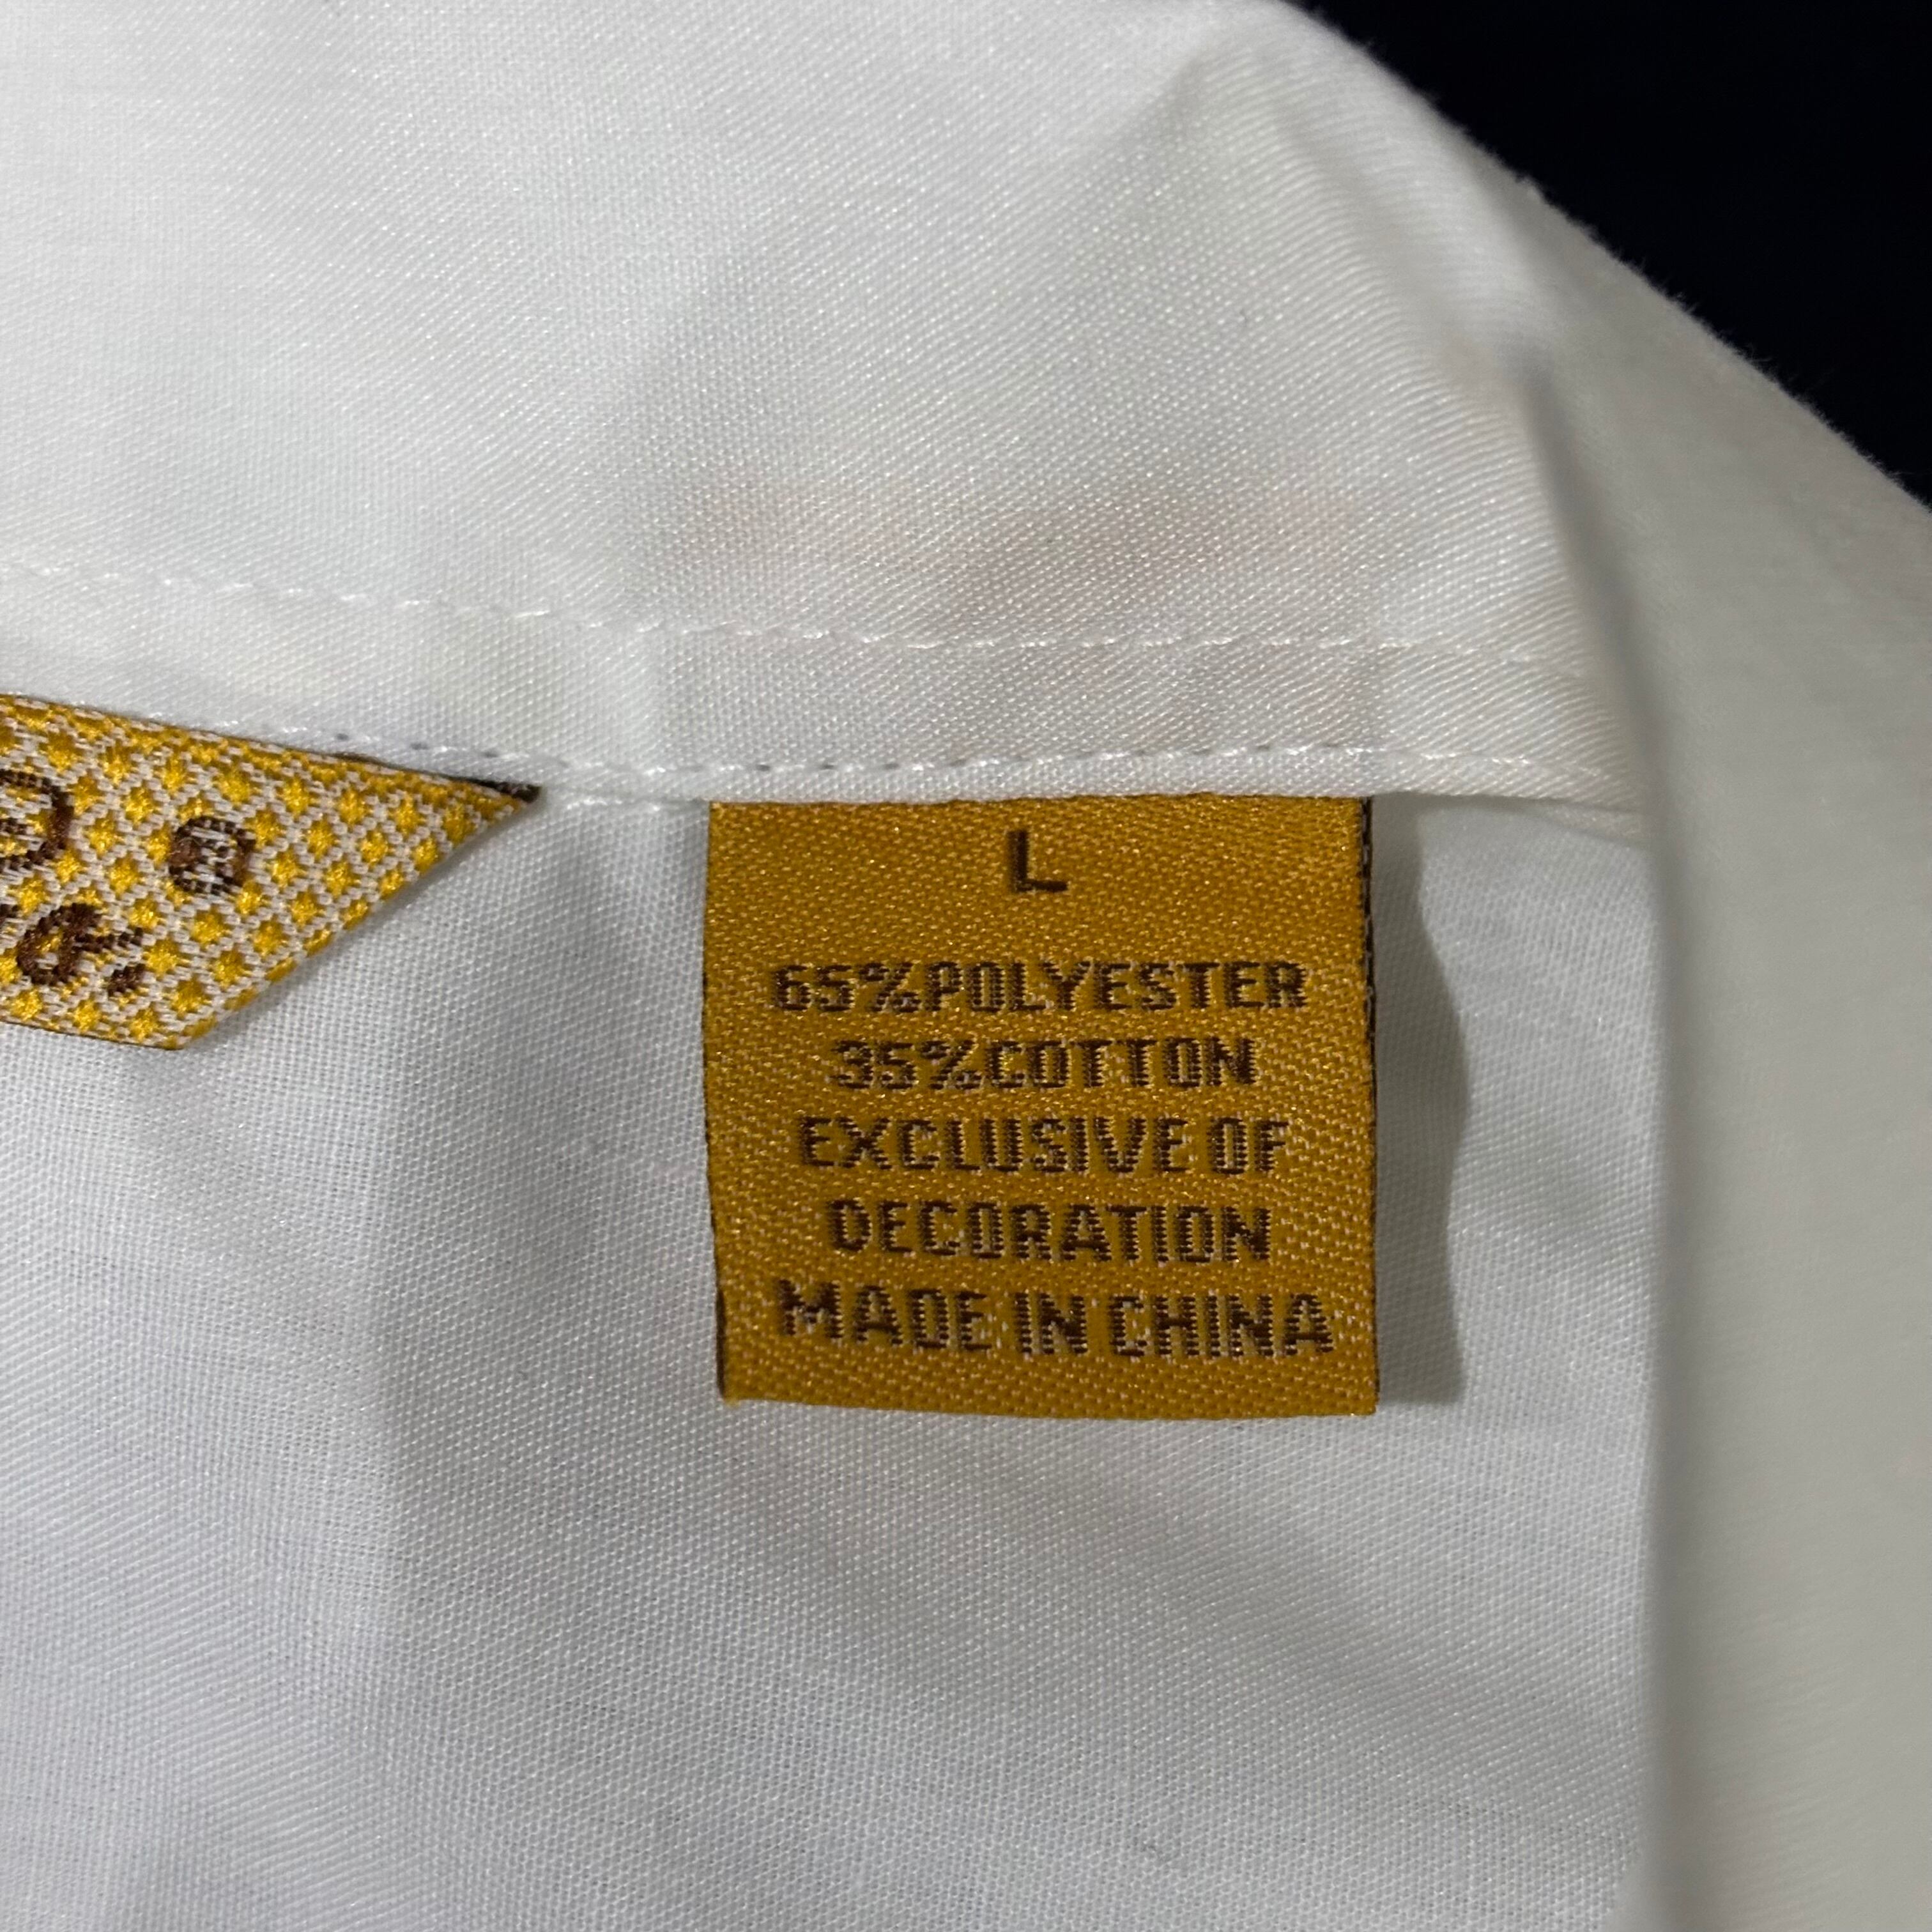 L
65%POLYESTER
35%COTTON
EXCLUSIVE OF
DECORATION
MADE IN CHINA